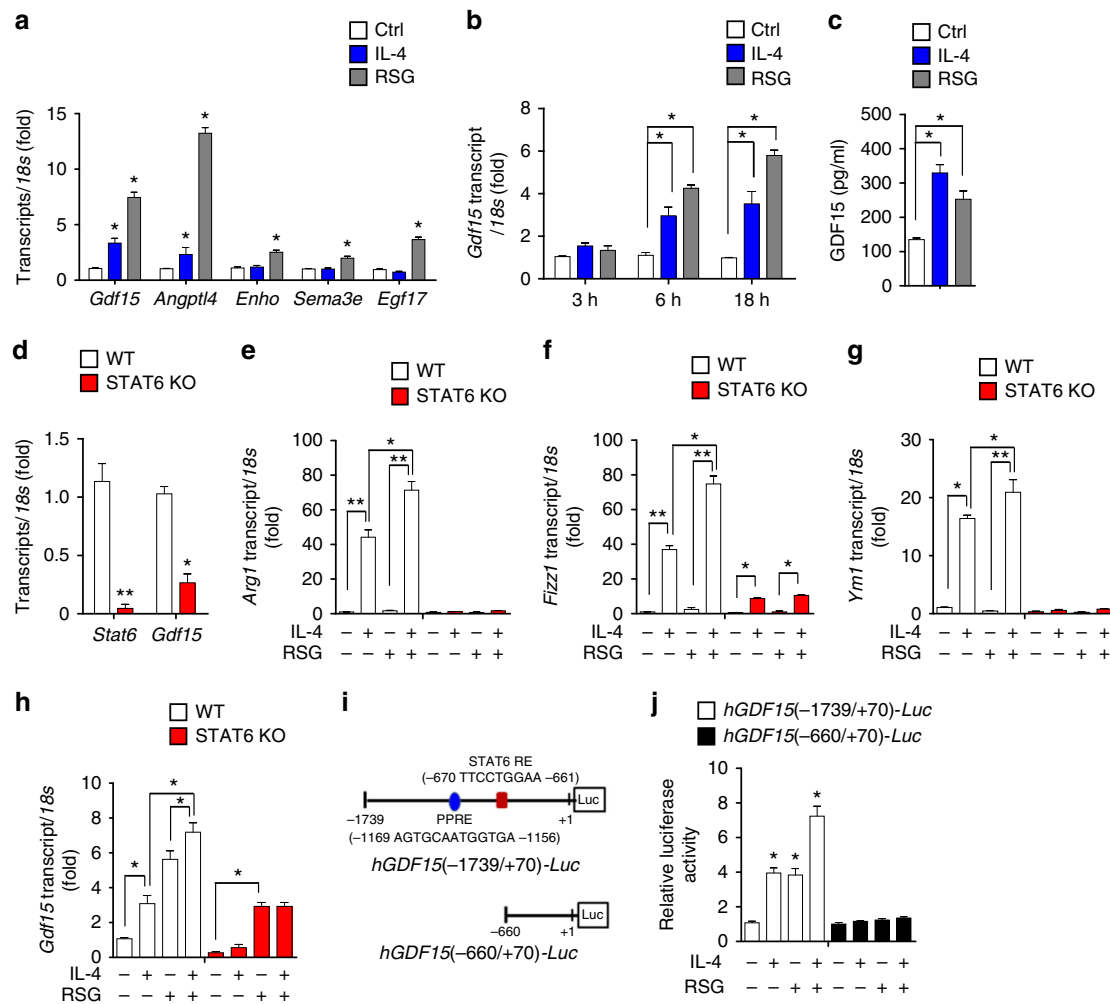 a
Ctrl
IL-4
RSG
Transcripts/18s (fold)
15
10
5
0
* * * * * * *
Gdf15 Angptl4 Enho Sema3e Egf17
b
Ctrl
IL-4
RSG
Gdf15 transcript
/18s (fold)
8
6
4
2
0
* * * *
3 h 6 h 18 h
c
Ctrl
IL-4
RSG
GDF15 (pg/ml)
500
400
300
200
100
0
* *
d
WT
STAT6 KO
Transcripts/18s (fold)
1.5
1.0
0.5
0
** *
Stat6 Gdf15
e
WT
STAT6 KO
Arg1 transcript/18s
(fold)
100
80
60
40
20
0
*
**
**
IL-4 – + – + – + – +
RSG – – + + – – + +
f
WT
STAT6 KO
Fizz1 transcript/18s
(fold)
100
80
60
40
20
0
*
**
**
* *
IL-4 – + – + – + – +
RSG – – + + – – + +
g
WT
STAT6 KO
Ym1 transcript/18s
(fold)
30
20
10
0
*
**
*
IL-4 – + – + – + – +
RSG – – + + – – + +
h
WT
STAT6 KO
Gdf15 transcript/18s
(fold)
10
8
6
4
2
0
*
*
*
*
IL-4 – + – + – + – +
RSG – – + + – – + +
i
STAT6 RE
(–670 TTCCTGGAA –661)
Luc
–1739 PPRE +1
(–1169 AGTGCAATGGTGA –1156)
hGDF15(–1739/+70)-Luc
Luc
–660 +1
hGDF15(–660/+70)-Luc
j
hGDF15(–1739/+70)-Luc
hGDF15(–660/+70)-Luc
Relative luciferase
activity
10
8
6
4
2
0
* * *
IL-4 – + – + – + – +
RSG – – + + – – + +